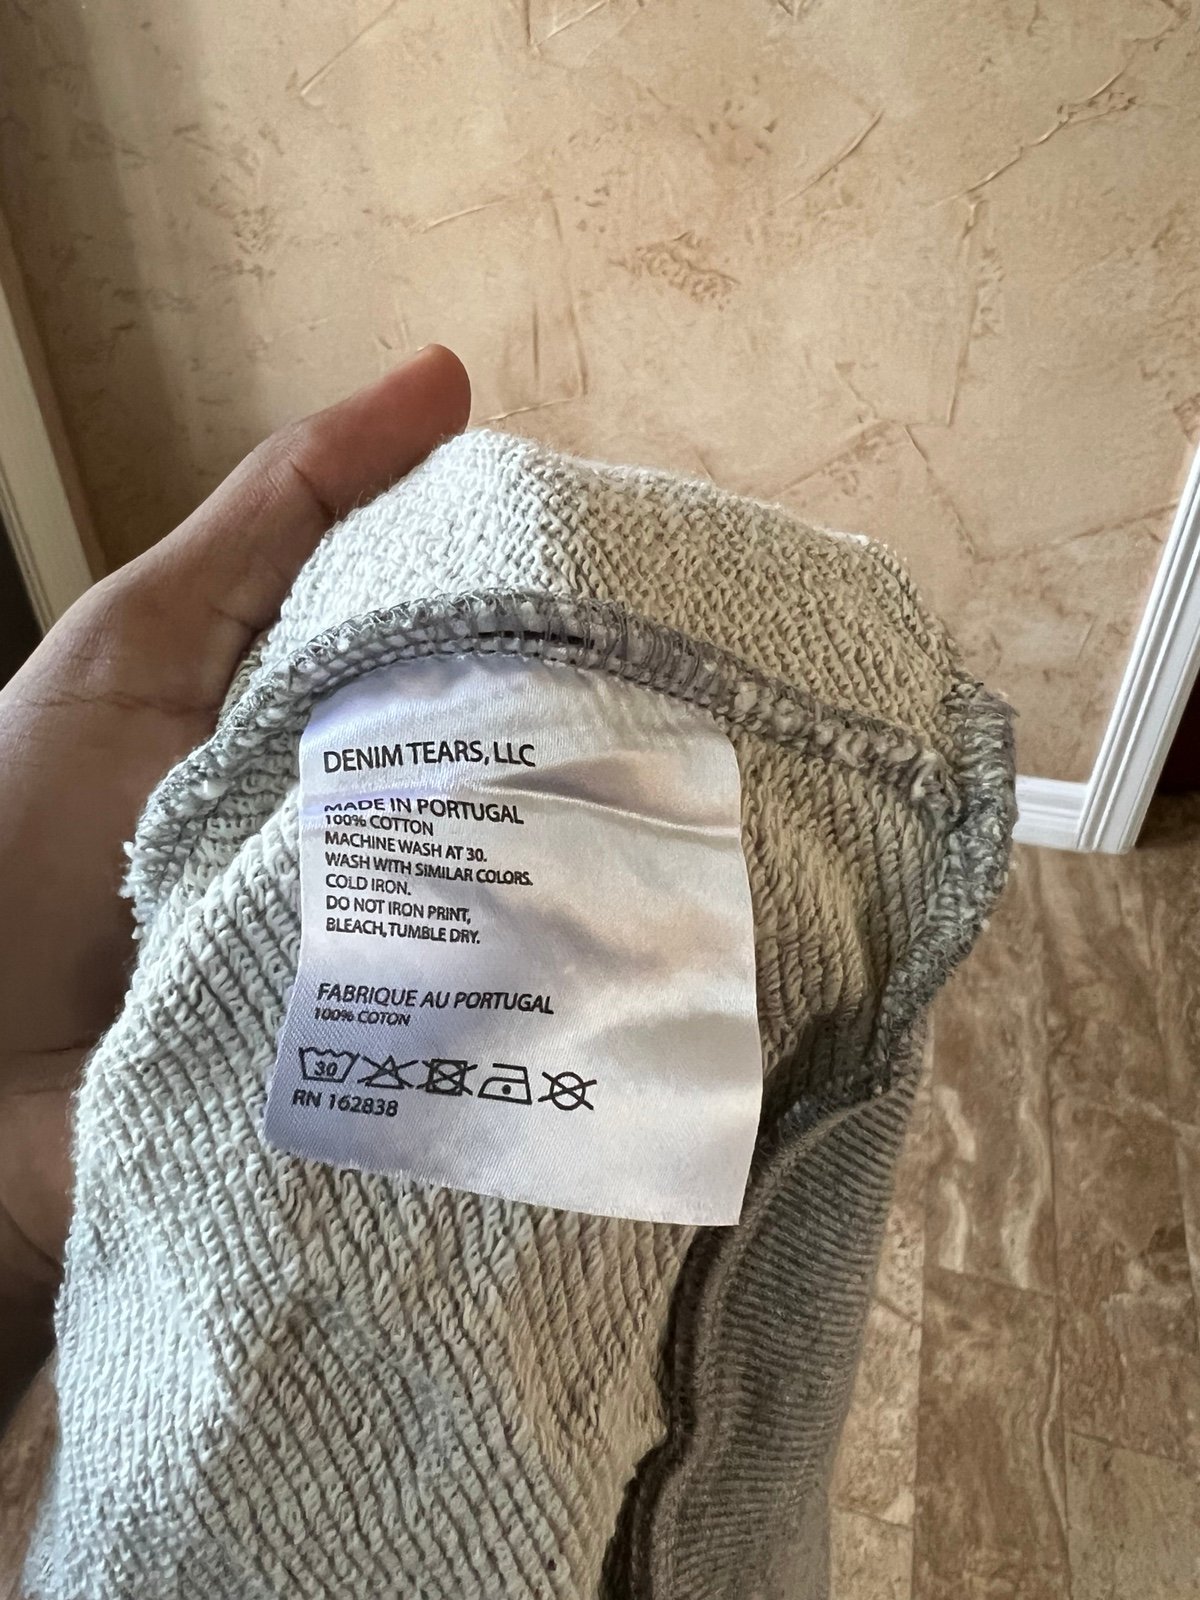 DENIM TEARS, LLC
MADE IN PORTUGAL
100% COTTON
MACHINE WASH AT 30.
WASH WITH SIMILAR COLORS.
COLD IRON.
DO NOT IRON PRINT,
BLEACH, TUMBLE DRY.
FABRIQUE AU PORTUGAL
100% COTON
30
RN 162838